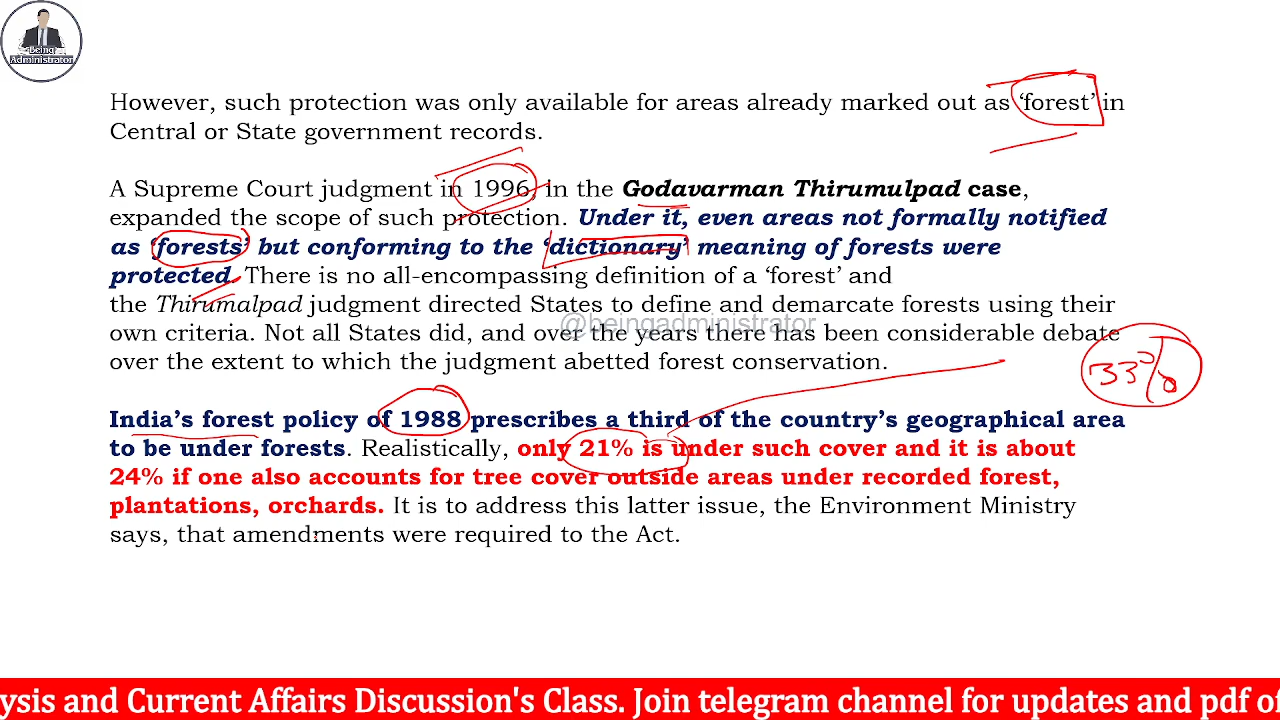 Being
Administrator
However, such protection was only available for areas already marked out as ‘forest’ in
Central or State government records.
A Supreme Court judgment in 1996, in the Godavarman Thirumulpad case,
expanded the scope of such protection. Under it, even areas not formally notified
as ‘forests’ but conforming to the ‘dictionary’ meaning of forests were
protected. There is no all-encompassing definition of a ‘forest’ and
the Thirumalpad judgment directed States to define and demarcate forests using their
@beingadministrator
own criteria. Not all States did, and over the years there has been considerable debate
over the extent to which the judgment abetted forest conservation.
33%
India’s forest policy of 1988 prescribes a third of the country’s geographical area
to be under forests. Realistically, only 21% is under such cover and it is about
24% if one also accounts for tree cover outside areas under recorded forest,
plantations, orchards. It is to address this latter issue, the Environment Ministry
says, that amendments were required to the Act.
ysis and Current Affairs Discussion's Class. Join telegram channel for updates and pdf of